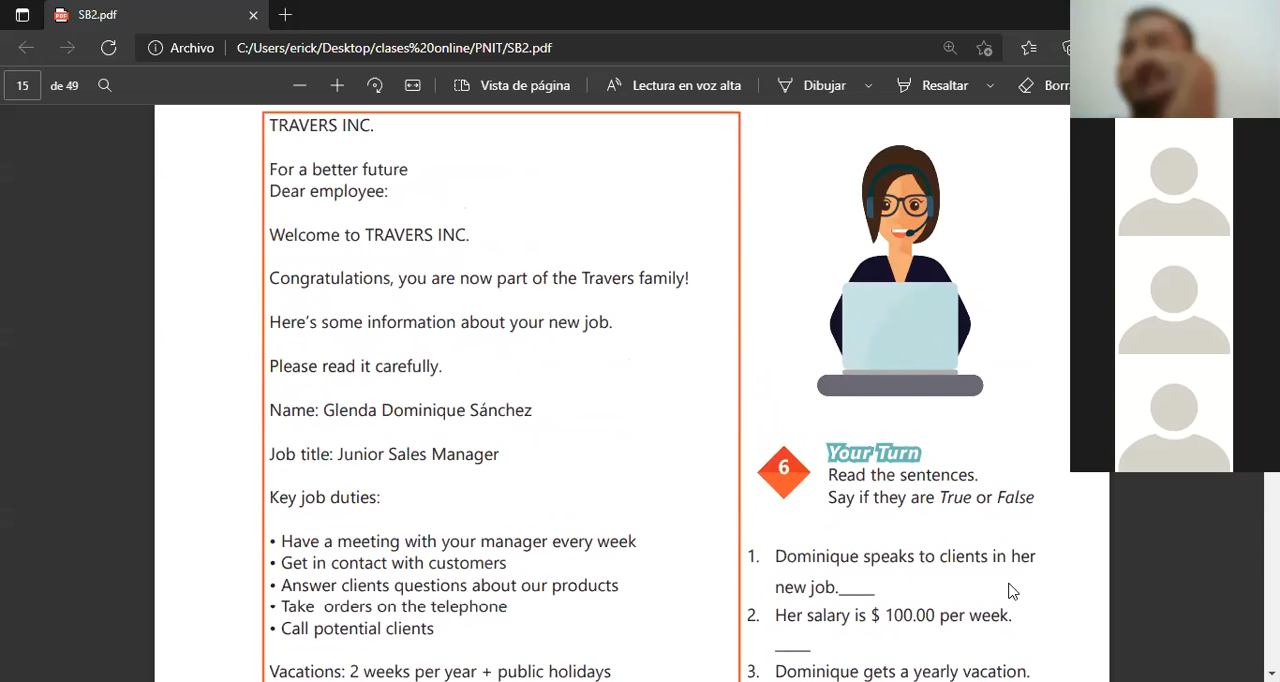 SB2.pdf
Archivo
C:/Users/erick/Desktop/clases%20online/PNIT/SB2.pdf
15
de 49
Vista de página
Lectura en voz alta
Dibujar
Resaltar
Borra
TRAVERS INC.
For a better future
Dear employee:
Welcome to TRAVERS INC.
Congratulations, you are now part of the Travers family!
Here's some information about your new job.
Please read it carefully.
Name: Glenda Dominique Sánchez
Job title: Junior Sales Manager
Key job duties:
• Have a meeting with your manager every week
• Get in contact with customers
• Answer clients questions about our products
• Take orders on the telephone
• Call potential clients
Vacations: 2 weeks per year + public holidays
6
Your Turn
Read the sentences.
Say if they are True or False
1. Dominique speaks to clients in her
new job.____
2. Her salary is $ 100.00 per week.
____
3. Dominique gets a yearly vacation.